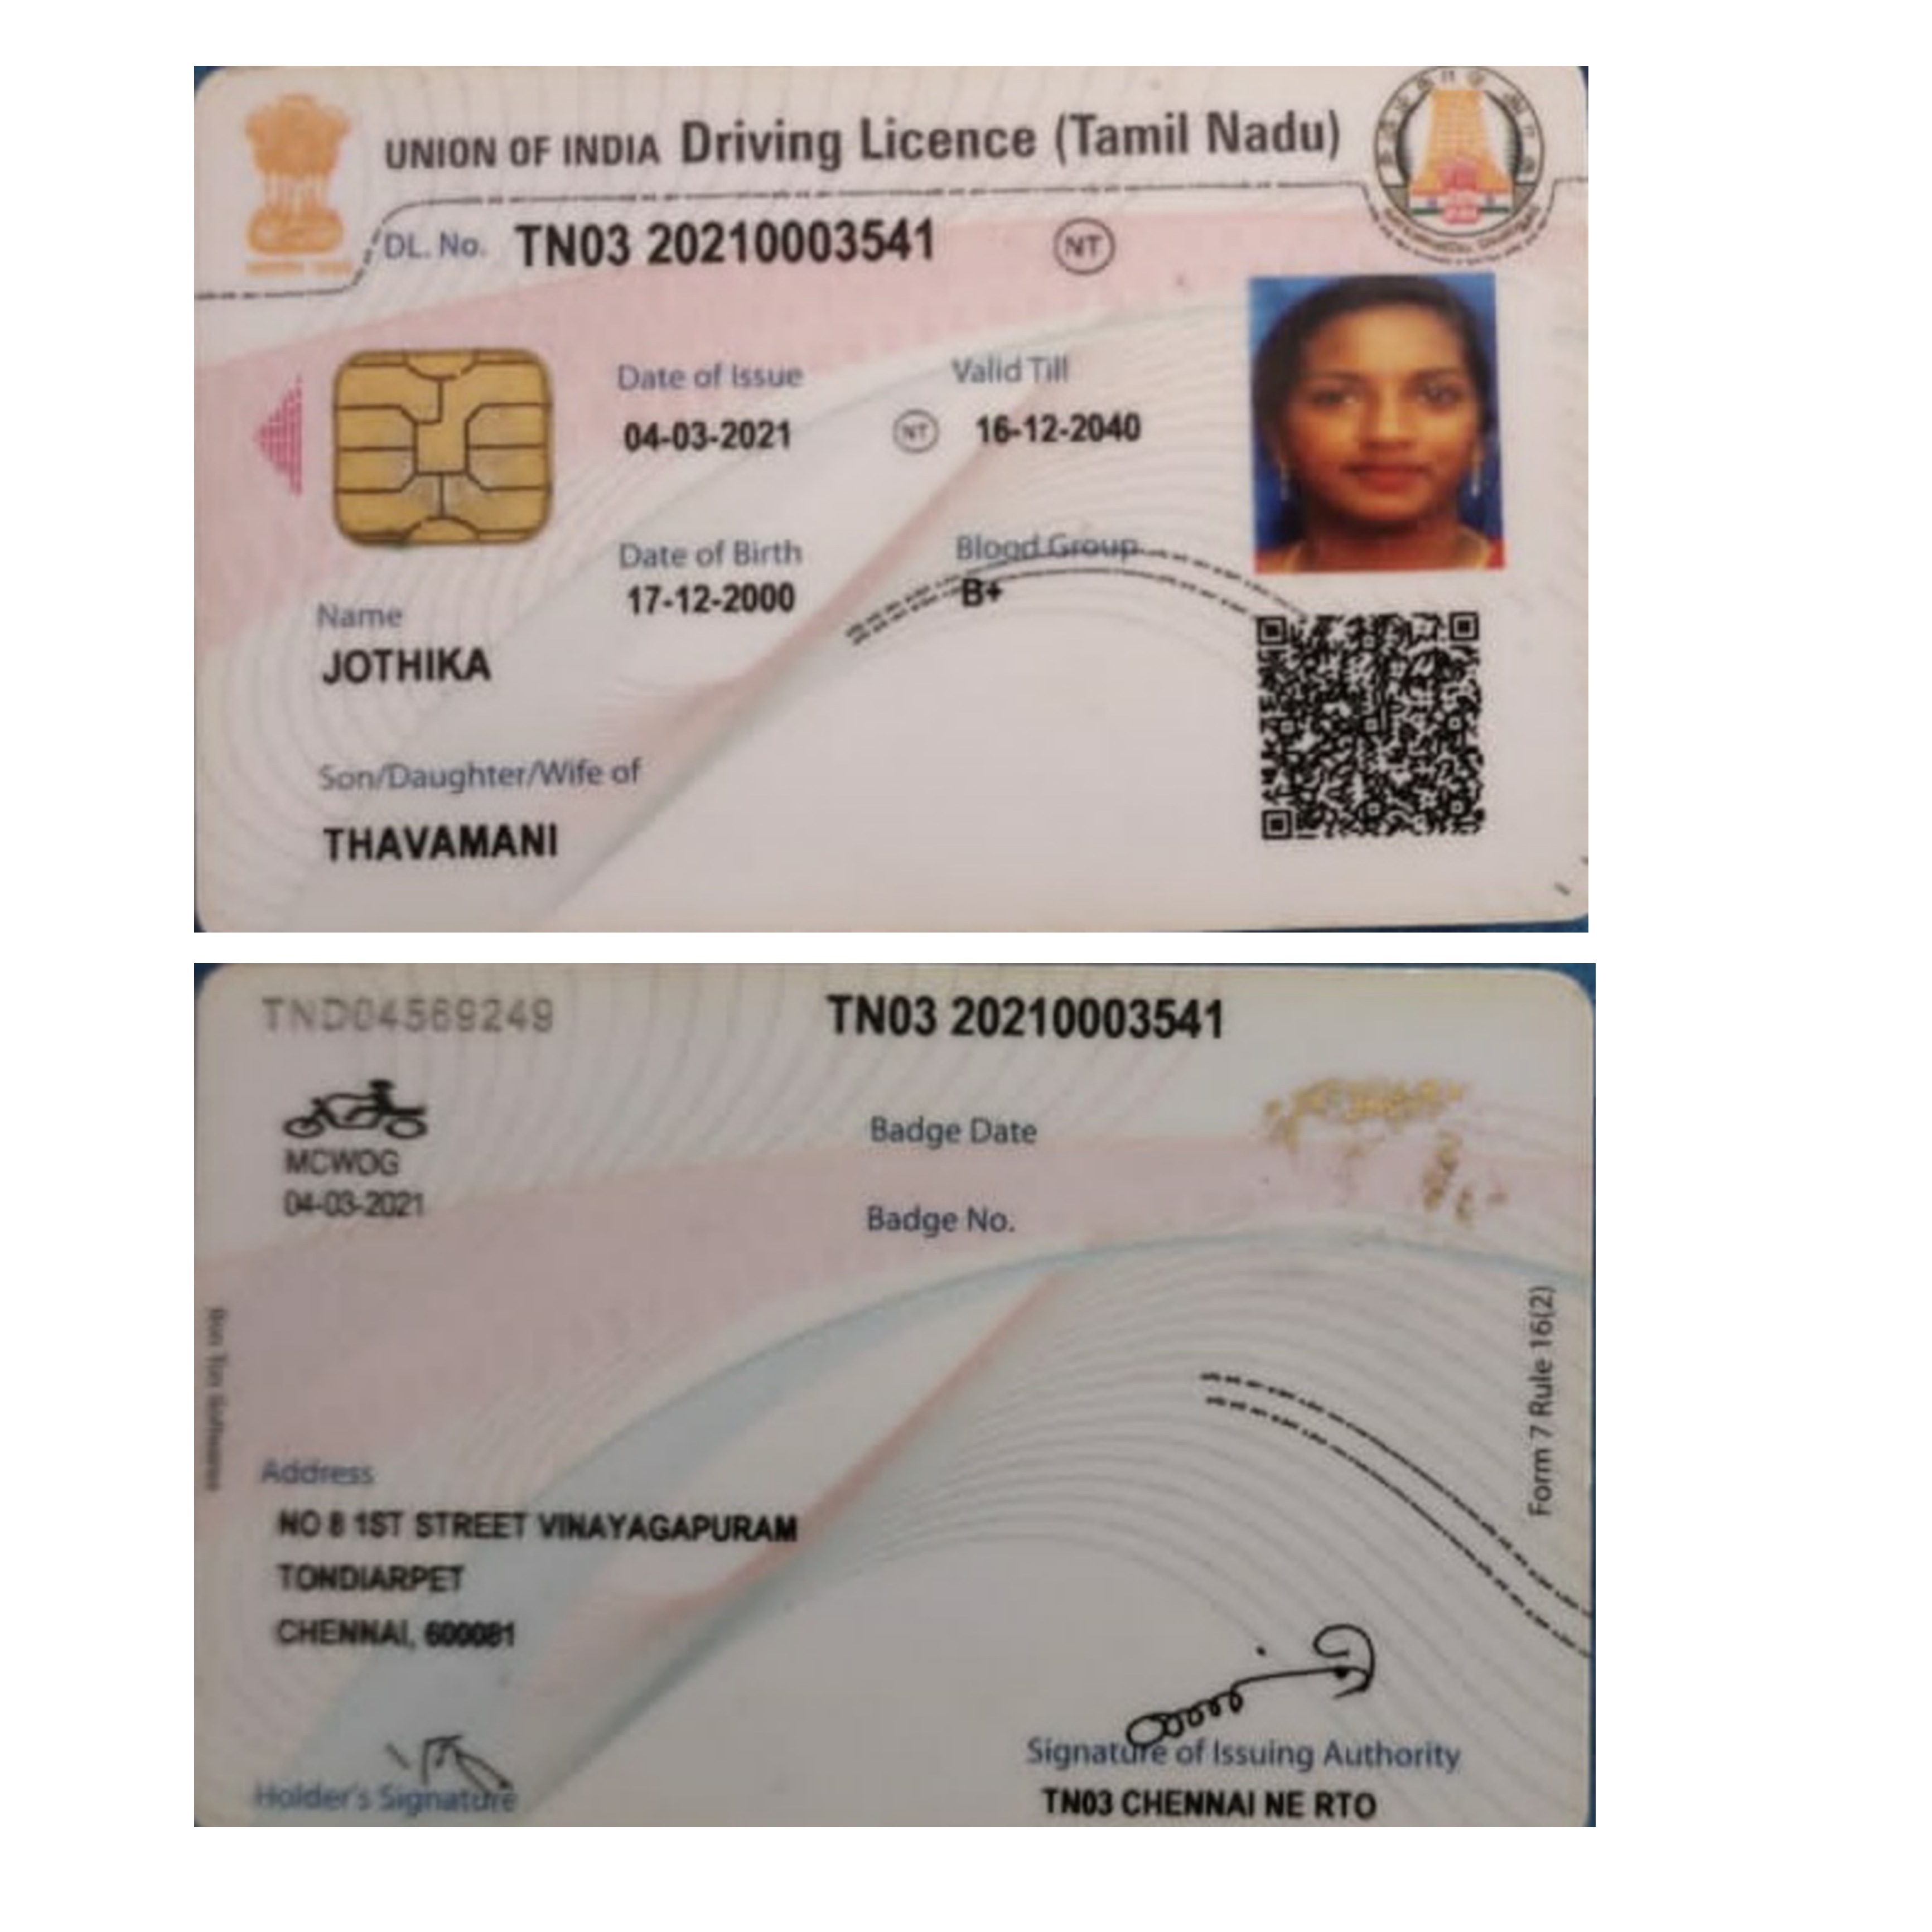 UNION OF INDIA Driving Licence (Tamil Nadu)
DL. No. TN03 20210003541 NT
Date of Issue Valid Till
04-03-2021 NT 16-12-2040
Date of Birth Blood Group
17-12-2000 B+
Name
JOTHIKA
Son/Daughter/Wife of
THAVAMANI
TND04569249 TN03 20210003541
MCWOG
04-03-2021
Badge Date
Badge No.
Form 7 Rule 16(2)
Address
NO 8 1ST STREET VINAYAGAPURAM
TONDIARPET
CHENNAI, 600081
Holder's Signature
Signature of Issuing Authority
TN03 CHENNAI NE RTO